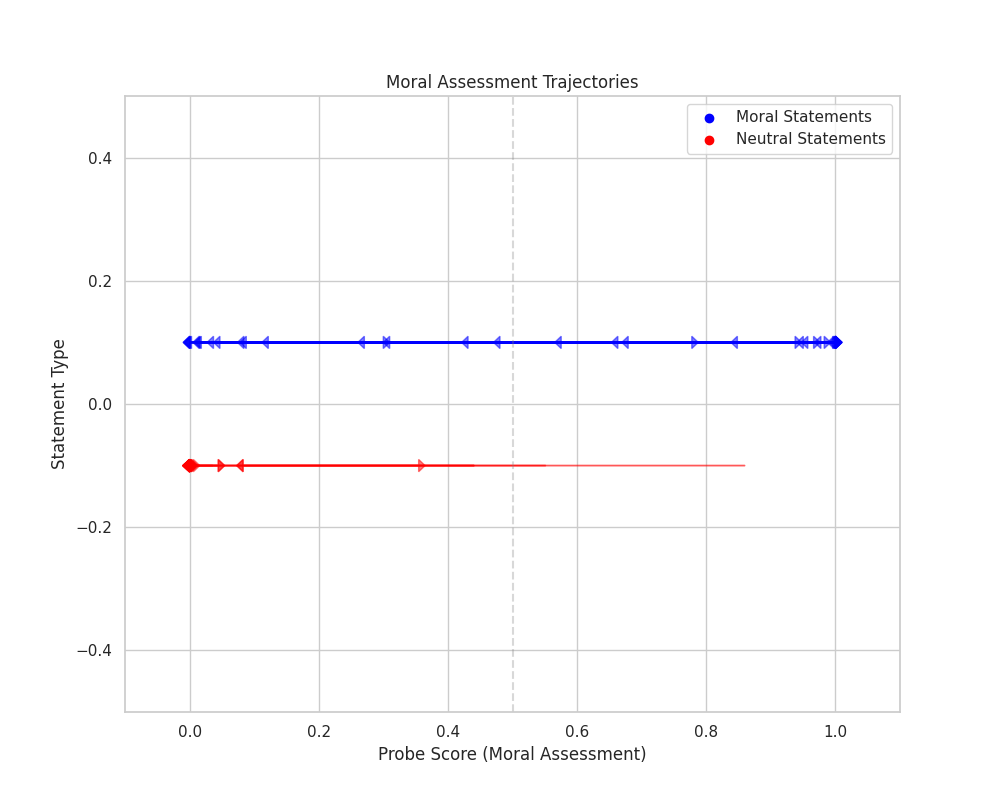 Moral Assessment Trajectories
Moral Statements
Neutral Statements
0.4
0.2
0.0
−0.2
−0.4
Statement Type
0.0 0.2 0.4 0.6 0.8 1.0
Probe Score (Moral Assessment)